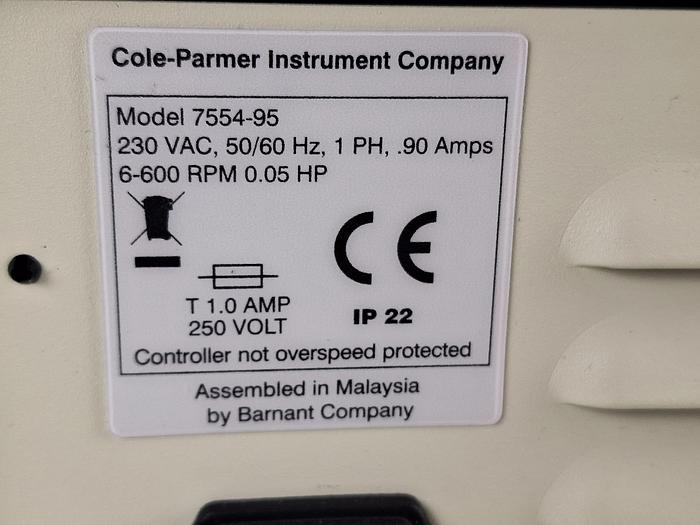 Cole-Parmer Instrument Company
Model 7554-95
230 VAC, 50/60 Hz, 1 PH, .90 Amps
6-600 RPM 0.05 HP
CE
T 1.0 AMP
250 VOLT
IP 22
Controller not overspeed protected
Assembled in Malaysia
by Barnant Company